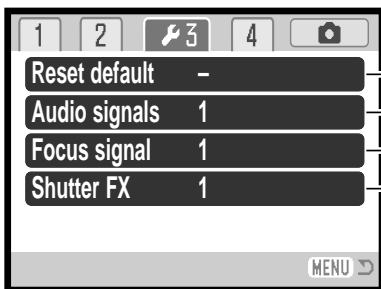 1 2 3 4
Reset default –
Audio signals 1
Focus signal 1
Shutter FX 1
MENU